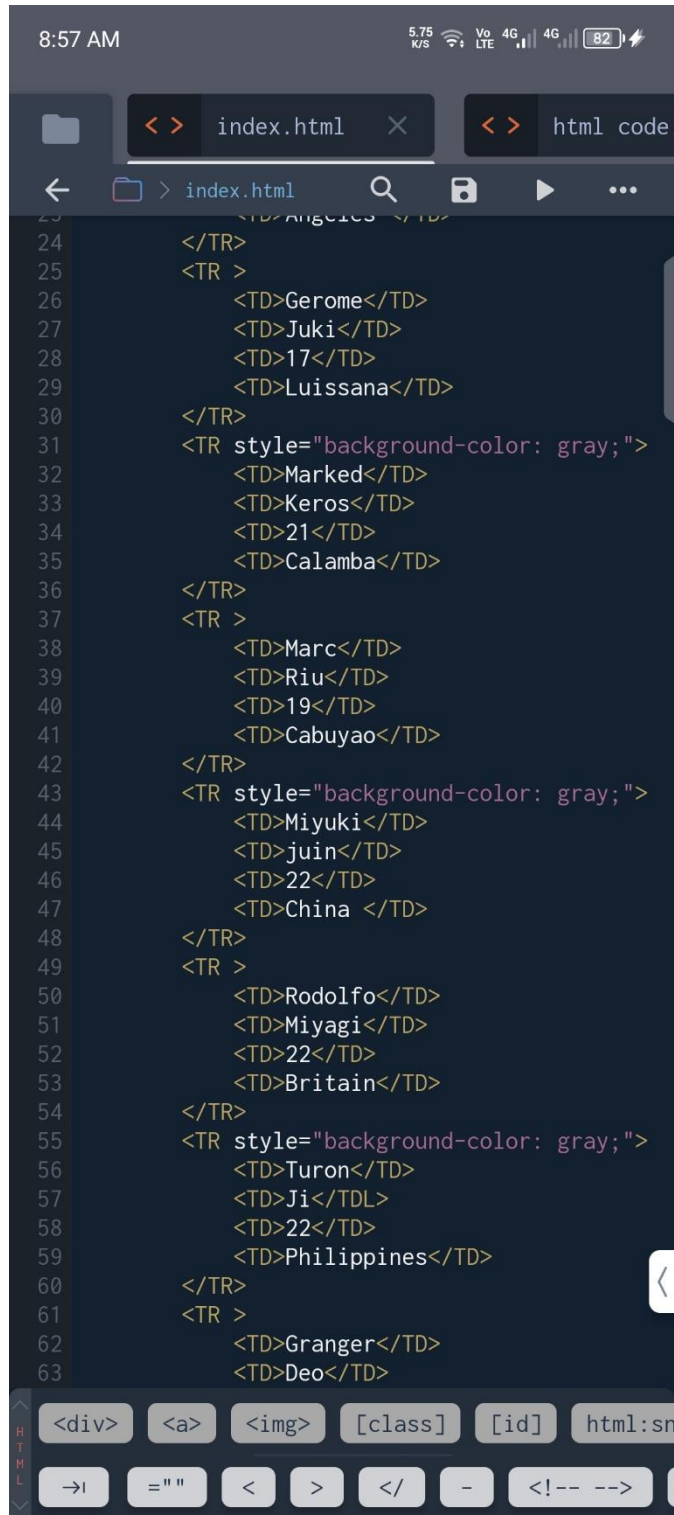 8:57 AM 5.75 K/S Vo LTE 4G 4G 82
< > index.html × < > html code
> index.html
23 <TD>Angeles </TD>
24 </TR>
25 <TR >
26 <TD>Gerome</TD>
27 <TD>Juki</TD>
28 <TD>17</TD>
29 <TD>Luissana</TD>
30 </TR>
31 <TR style="background-color: gray;">
32 <TD>Marked</TD>
33 <TD>Keros</TD>
34 <TD>21</TD>
35 <TD>Calamba</TD>
36 </TR>
37 <TR >
38 <TD>Marc</TD>
39 <TD>Riu</TD>
40 <TD>19</TD>
41 <TD>Cabuyao</TD>
42 </TR>
43 <TR style="background-color: gray;">
44 <TD>Miyuki</TD>
45 <TD>juin</TD>
46 <TD>22</TD>
47 <TD>China </TD>
48 </TR>
49 <TR >
50 <TD>Rodolfo</TD>
51 <TD>Miyagi</TD>
52 <TD>22</TD>
53 <TD>Britain</TD>
54 </TR>
55 <TR style="background-color: gray;">
56 <TD>Turon</TD>
57 <TD>Ji</TDL>
58 <TD>22</TD>
59 <TD>Philippines</TD>
60 </TR>
61 <TR >
62 <TD>Granger</TD>
63 <TD>Deo</TD>
HTML
<div> <a> <img> [class] [id] html:sn
="" < > </ - <!-- -->